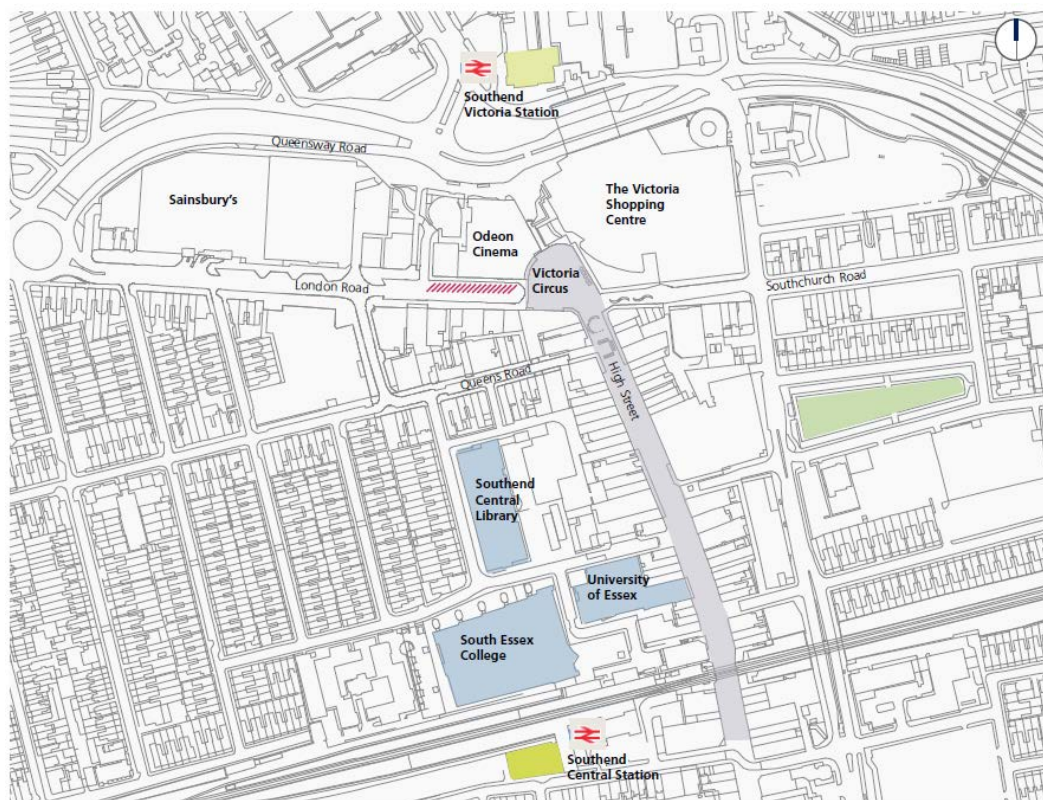 Southend
Victoria Station
Queensway Road
Sainsbury's
The Victoria
Shopping
Centre
Odeon
Cinema
Victoria
Circus
London Road
Southchurch Road
Queens Road
High Street
Southend
Central
Library
University
of Essex
South Essex
College
Southend
Central Station